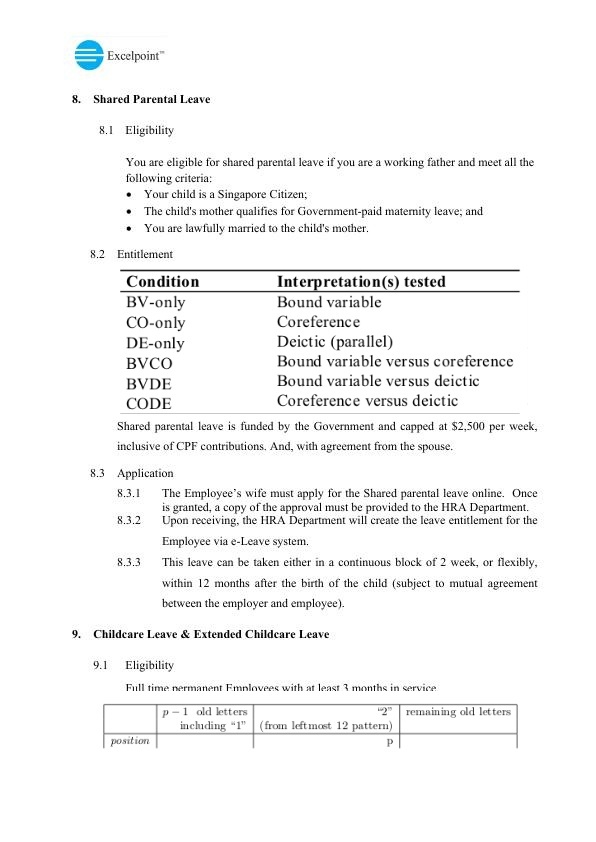 Excelpoint™
8. Shared Parental Leave
8.1 Eligibility
You are eligible for shared parental leave if you are a working father and meet all the
following criteria:
• Your child is a Singapore Citizen;
• The child's mother qualifies for Government-paid maternity leave; and
• You are lawfully married to the child's mother.
8.2 Entitlement
Condition Interpretation(s) tested
BV-only Bound variable
CO-only Coreference
DE-only Deictic (parallel)
BVCO Bound variable versus coreference
BVDE Bound variable versus deictic
CODE Coreference versus deictic
Shared parental leave is funded by the Government and capped at $2,500 per week,
inclusive of CPF contributions. And, with agreement from the spouse.
8.3 Application
8.3.1 The Employee's wife must apply for the Shared parental leave online. Once
is granted, a copy of the approval must be provided to the HRA Department.
8.3.2 Upon receiving, the HRA Department will create the leave entitlement for the
Employee via e-Leave system.
8.3.3 This leave can be taken either in a continuous block of 2 week, or flexibly,
within 12 months after the birth of the child (subject to mutual agreement
between the employer and employee).
9. Childcare Leave & Extended Childcare Leave
9.1 Eligibility
Full time permanent Employees with at least 3 months in service
p − 1 old letters "2" remaining old letters
including "1" (from leftmost 12 pattern)
position p